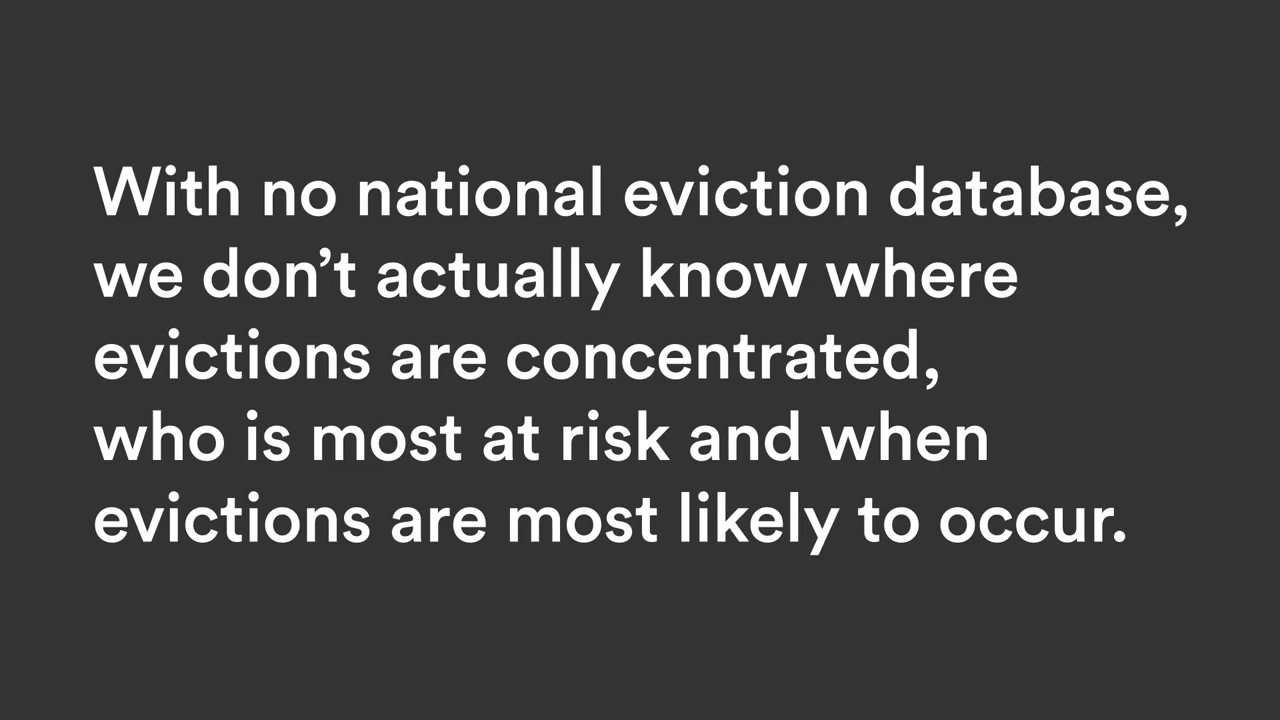 With no national eviction database,
we don’t actually know where
evictions are concentrated,
who is most at risk and when
evictions are most likely to occur.